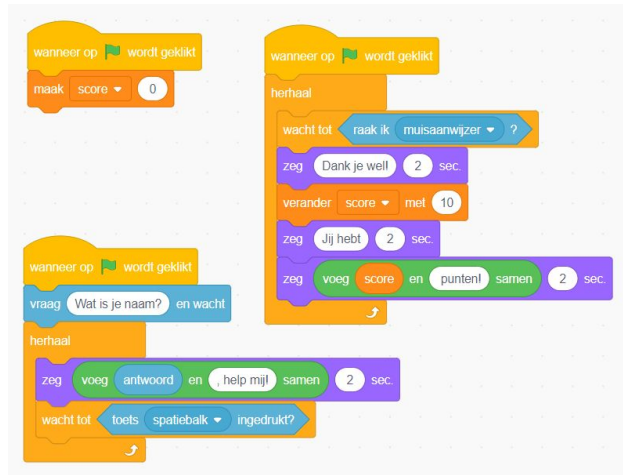 wanneer op wordt geklikt
maak score 0
wanneer op wordt geklikt
herhaal
wacht tot raak ik muisaanwijzer ?
zeg Dank je wel! 2 sec.
verander score met 10
zeg Jij hebt 2 sec.
zeg voeg score en punten! samen 2 sec.
wanneer op wordt geklikt
vraag Wat is je naam? en wacht
herhaal
zeg voeg antwoord en , help mij! samen 2 sec.
wacht tot toets spatiebalk ingedrukt?